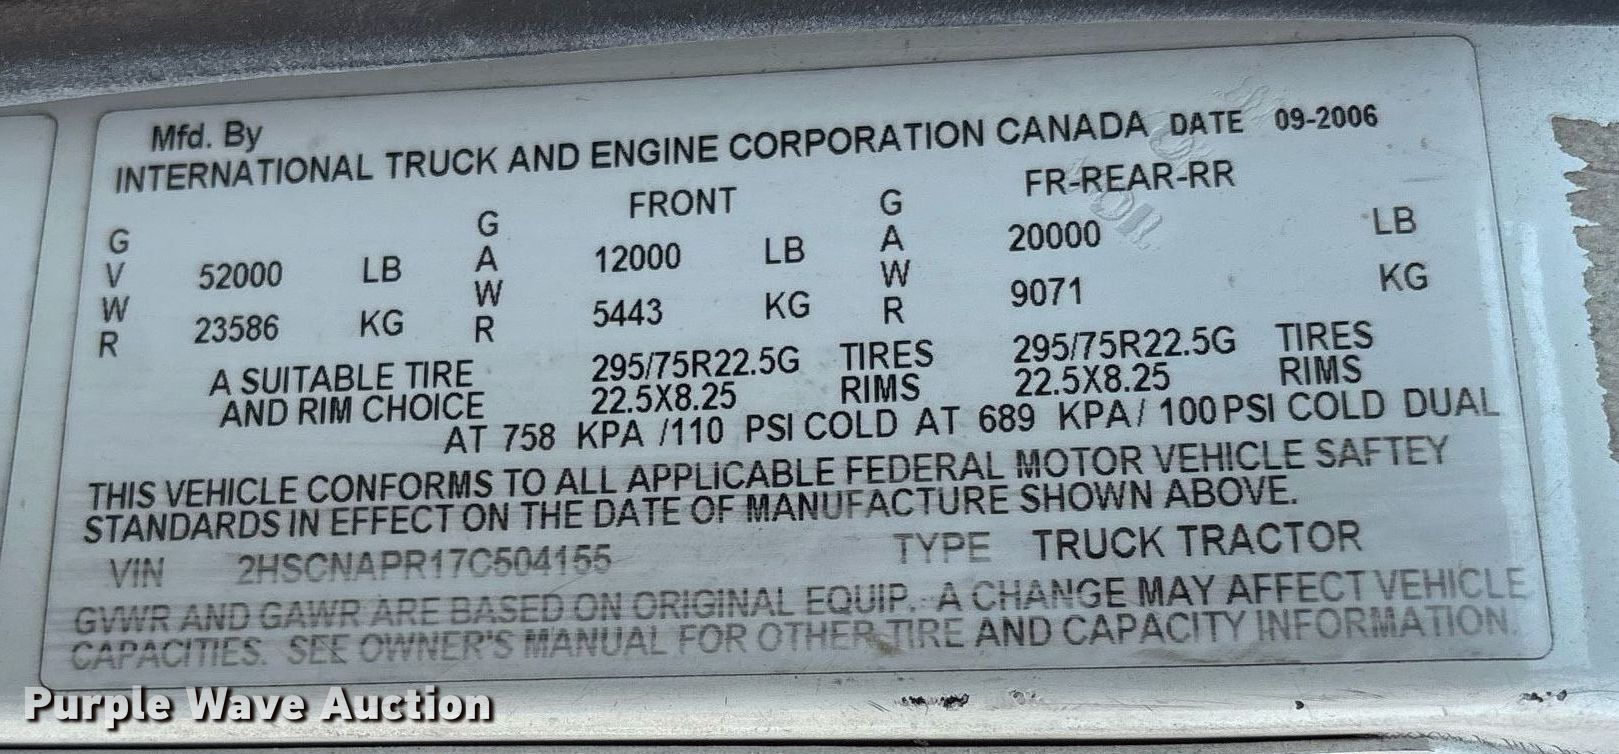 Mfd. By
INTERNATIONAL TRUCK AND ENGINE CORPORATION CANADA DATE 09-2006
FRONT FR-REAR-RR
GVWR 52000 LB GAWR 12000 LB GAWR 20000 LB
23586 KG 5443 KG 9071 KG
A SUITABLE TIRE 295/75R22.5G TIRES 295/75R22.5G TIRES
AND RIM CHOICE 22.5X8.25 RIMS 22.5X8.25 RIMS
AT 758 KPA /110 PSI COLD AT 689 KPA/ 100 PSI COLD DUAL
THIS VEHICLE CONFORMS TO ALL APPLICABLE FEDERAL MOTOR VEHICLE SAFTEY
STANDARDS IN EFFECT ON THE DATE OF MANUFACTURE SHOWN ABOVE.
VIN 2HSCNAPR17C504155 TYPE TRUCK TRACTOR
GVWR AND GAWR ARE BASED ON ORIGINAL EQUIP. A CHANGE MAY AFFECT VEHICLE
CAPACITIES. SEE OWNER'S MANUAL FOR OTHER TIRE AND CAPACITY INFORMATION.
Purple Wave Auction